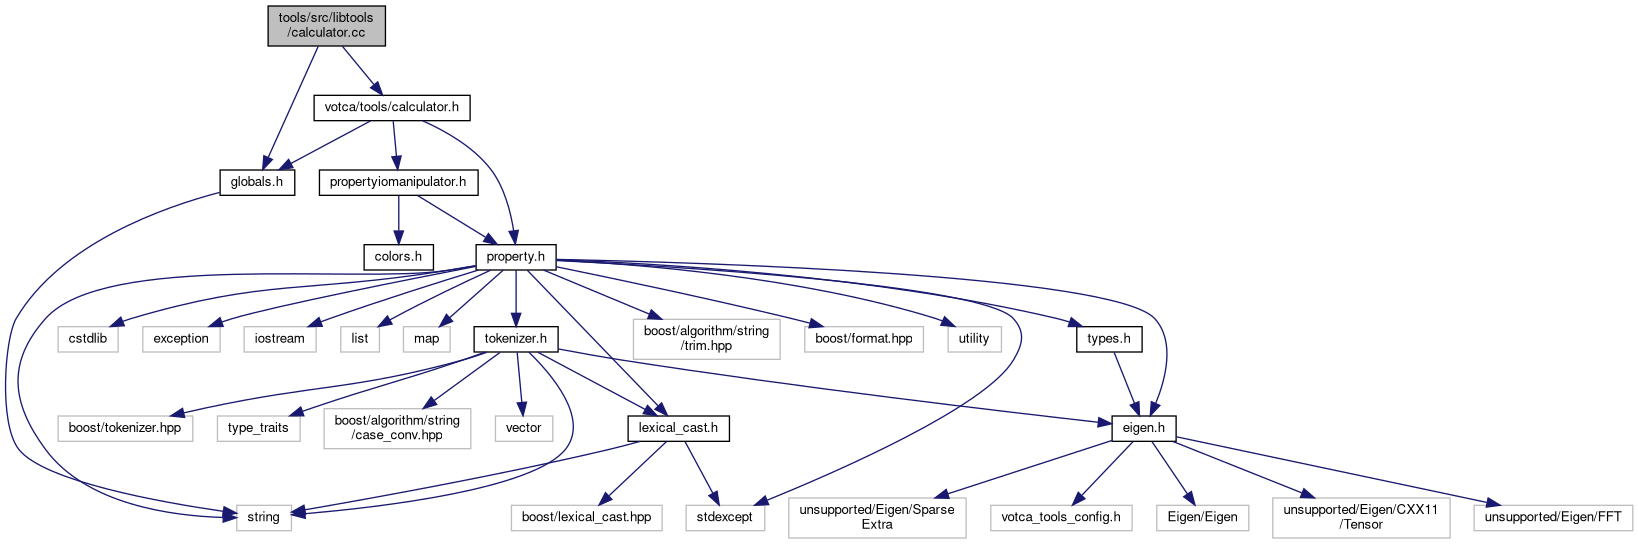 tools/src/libtools
/calculator.cc
votca/tools/calculator.h
globals.h
propertyiomanipulator.h
colors.h
property.h
cstdlib
exception
iostream
list
map
tokenizer.h
boost/algorithm/string
/trim.hpp
boost/format.hpp
utility
types.h
boost/tokenizer.hpp
type_traits
boost/algorithm/string
/case_conv.hpp
vector
lexical_cast.h
eigen.h
string
boost/lexical_cast.hpp
stdexcept
unsupported/Eigen/Sparse
Extra
votca_tools_config.h
Eigen/Eigen
unsupported/Eigen/CXX11
/Tensor
unsupported/Eigen/FFT